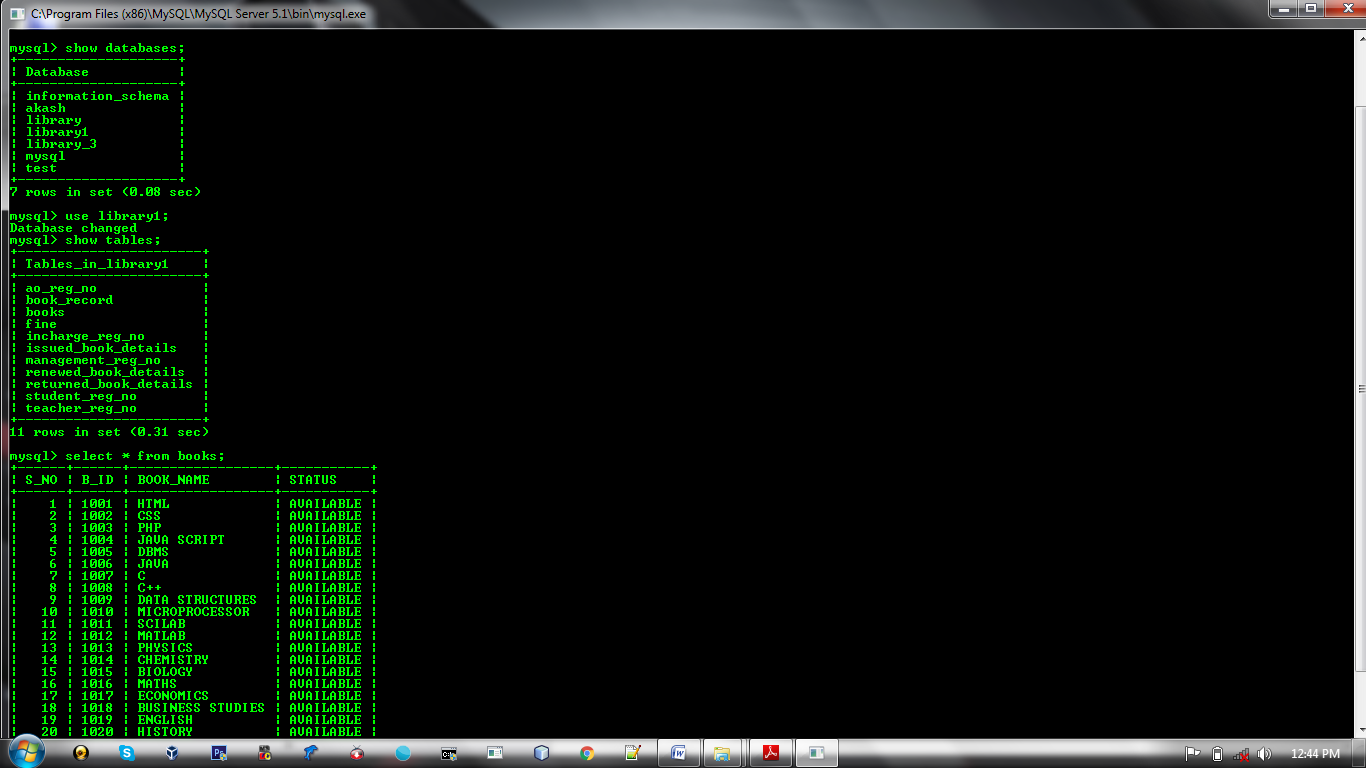 C:\Program Files (x86)\MySQL\MySQL Server 5.1\bin\mysql.exe
mysql> show databases;
+--------------------+
| Database           |
+--------------------+
| information_schema |
| akash              |
| library            |
| library1           |
| library_3          |
| mysql              |
| test               |
+--------------------+
7 rows in set (0.08 sec)
mysql> use library1;
Database changed
mysql> show tables;
+-----------------------+
| Tables_in_library1    |
+-----------------------+
| ao_reg_no             |
| book_record           |
| books                 |
| fine                  |
| incharge_reg_no       |
| issued_book_details   |
| management_reg_no     |
| renewed_book_details  |
| returned_book_details |
| student_reg_no        |
| teacher_reg_no        |
+-----------------------+
11 rows in set (0.31 sec)
mysql> select * from books;
+------+------+------------------+-----------+
| S_NO | B_ID | BOOK_NAME        | STATUS    |
+------+------+------------------+-----------+
|    1 | 1001 | HTML             | AVAILABLE |
|    2 | 1002 | CSS              | AVAILABLE |
|    3 | 1003 | PHP              | AVAILABLE |
|    4 | 1004 | JAVA SCRIPT      | AVAILABLE |
|    5 | 1005 | DBMS             | AVAILABLE |
|    6 | 1006 | JAVA             | AVAILABLE |
|    7 | 1007 | C                | AVAILABLE |
|    8 | 1008 | C++              | AVAILABLE |
|    9 | 1009 | DATA STRUCTURES  | AVAILABLE |
|   10 | 1010 | MICROPROCESSOR   | AVAILABLE |
|   11 | 1011 | SCILAB           | AVAILABLE |
|   12 | 1012 | MATLAB           | AVAILABLE |
|   13 | 1013 | PHYSICS          | AVAILABLE |
|   14 | 1014 | CHEMISTRY        | AVAILABLE |
|   15 | 1015 | BIOLOGY          | AVAILABLE |
|   16 | 1016 | MATHS            | AVAILABLE |
|   17 | 1017 | ECONOMICS        | AVAILABLE |
|   18 | 1018 | BUSINESS STUDIES | AVAILABLE |
|   19 | 1019 | ENGLISH          | AVAILABLE |
|   20 | 1020 | HISTORY          | AVAILABLE |
12:44 PM